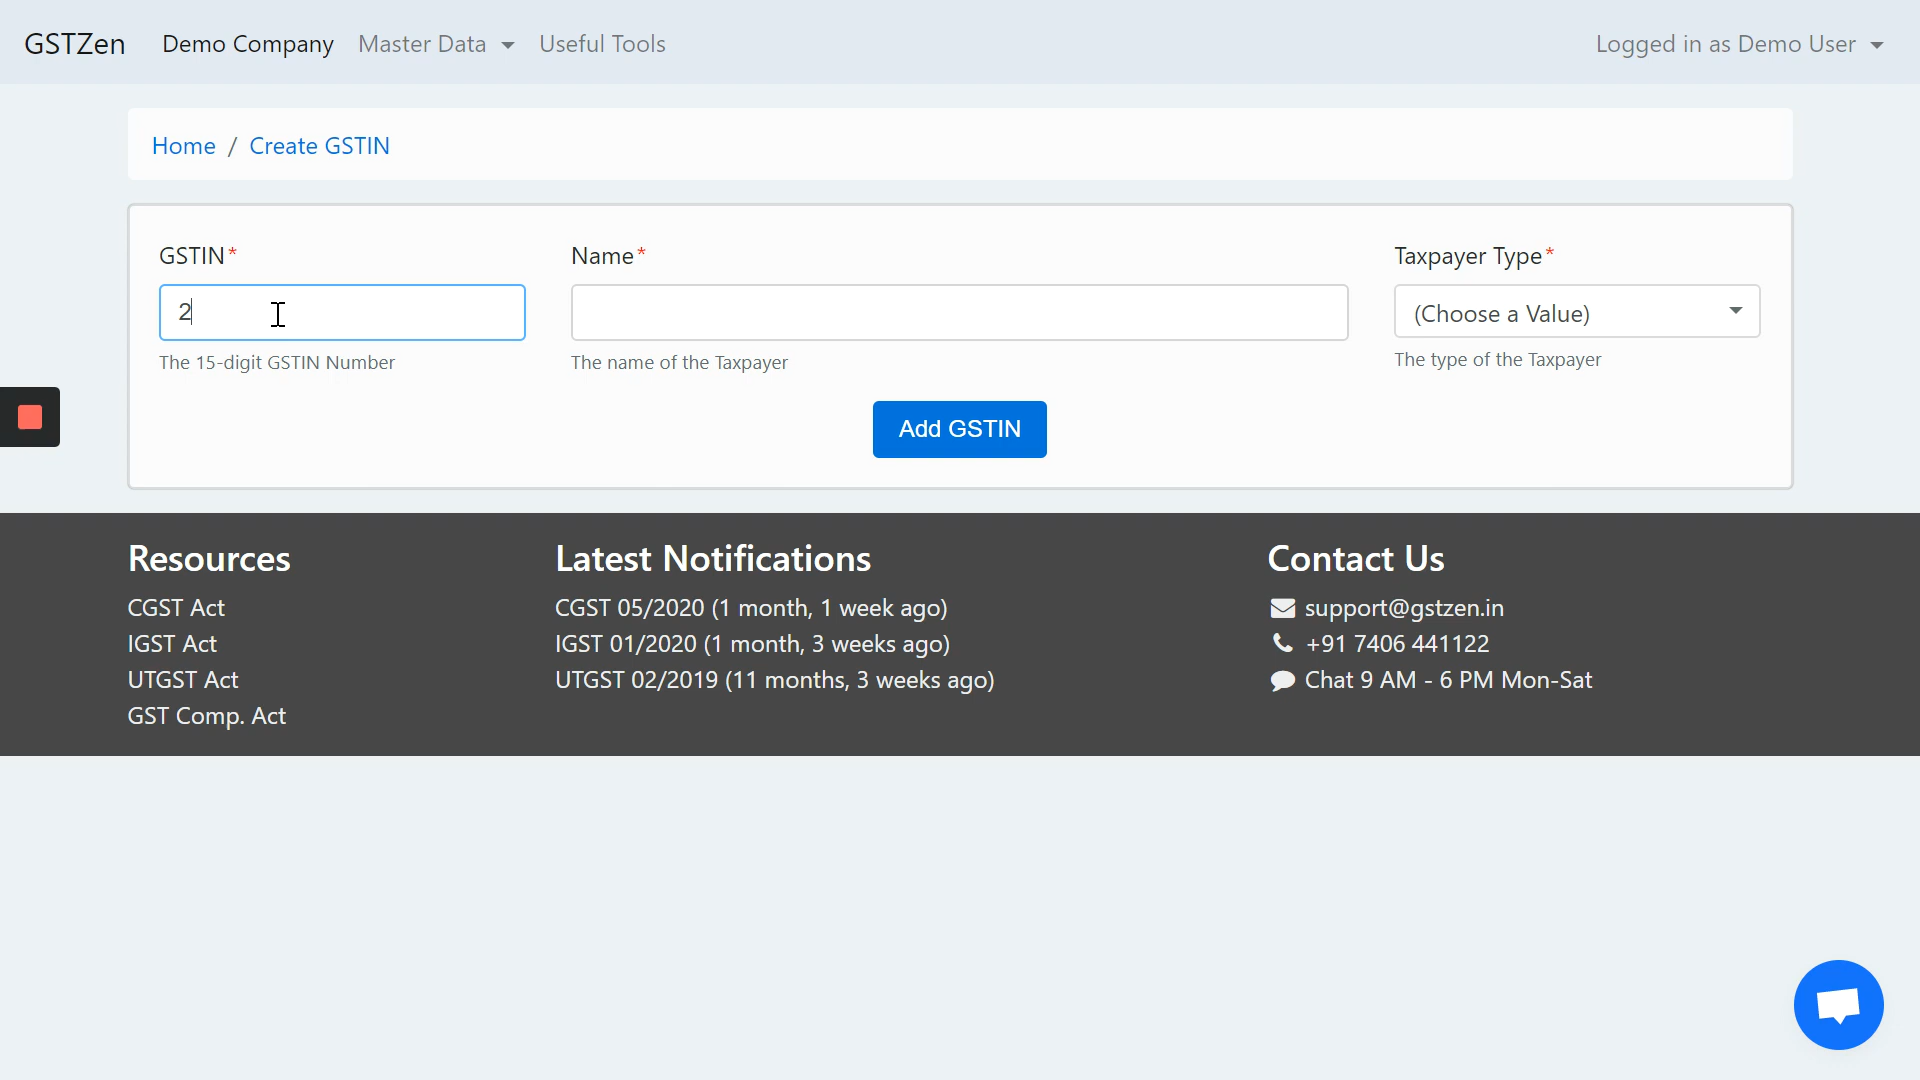 GSTZen Demo Company Master Data Useful Tools Logged in as Demo User
Home / Create GSTIN
GSTIN* Name* Taxpayer Type*
2 (Choose a Value)
The 15-digit GSTIN Number The name of the Taxpayer The type of the Taxpayer
Add GSTIN
Resources
CGST Act
IGST Act
UTGST Act
GST Comp. Act
Latest Notifications
CGST 05/2020 (1 month, 1 week ago)
IGST 01/2020 (1 month, 3 weeks ago)
UTGST 02/2019 (11 months, 3 weeks ago)
Contact Us
support@gstzen.in
+91 7406 441122
Chat 9 AM - 6 PM Mon-Sat